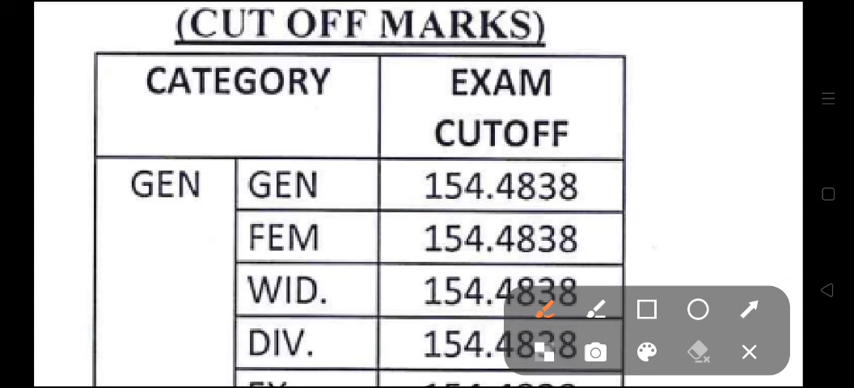 (CUT OFF MARKS)
CATEGORY EXAM
CUTOFF
GEN GEN 154.4838
FEM 154.4838
WID. 154.4838
DIV. 154.4838